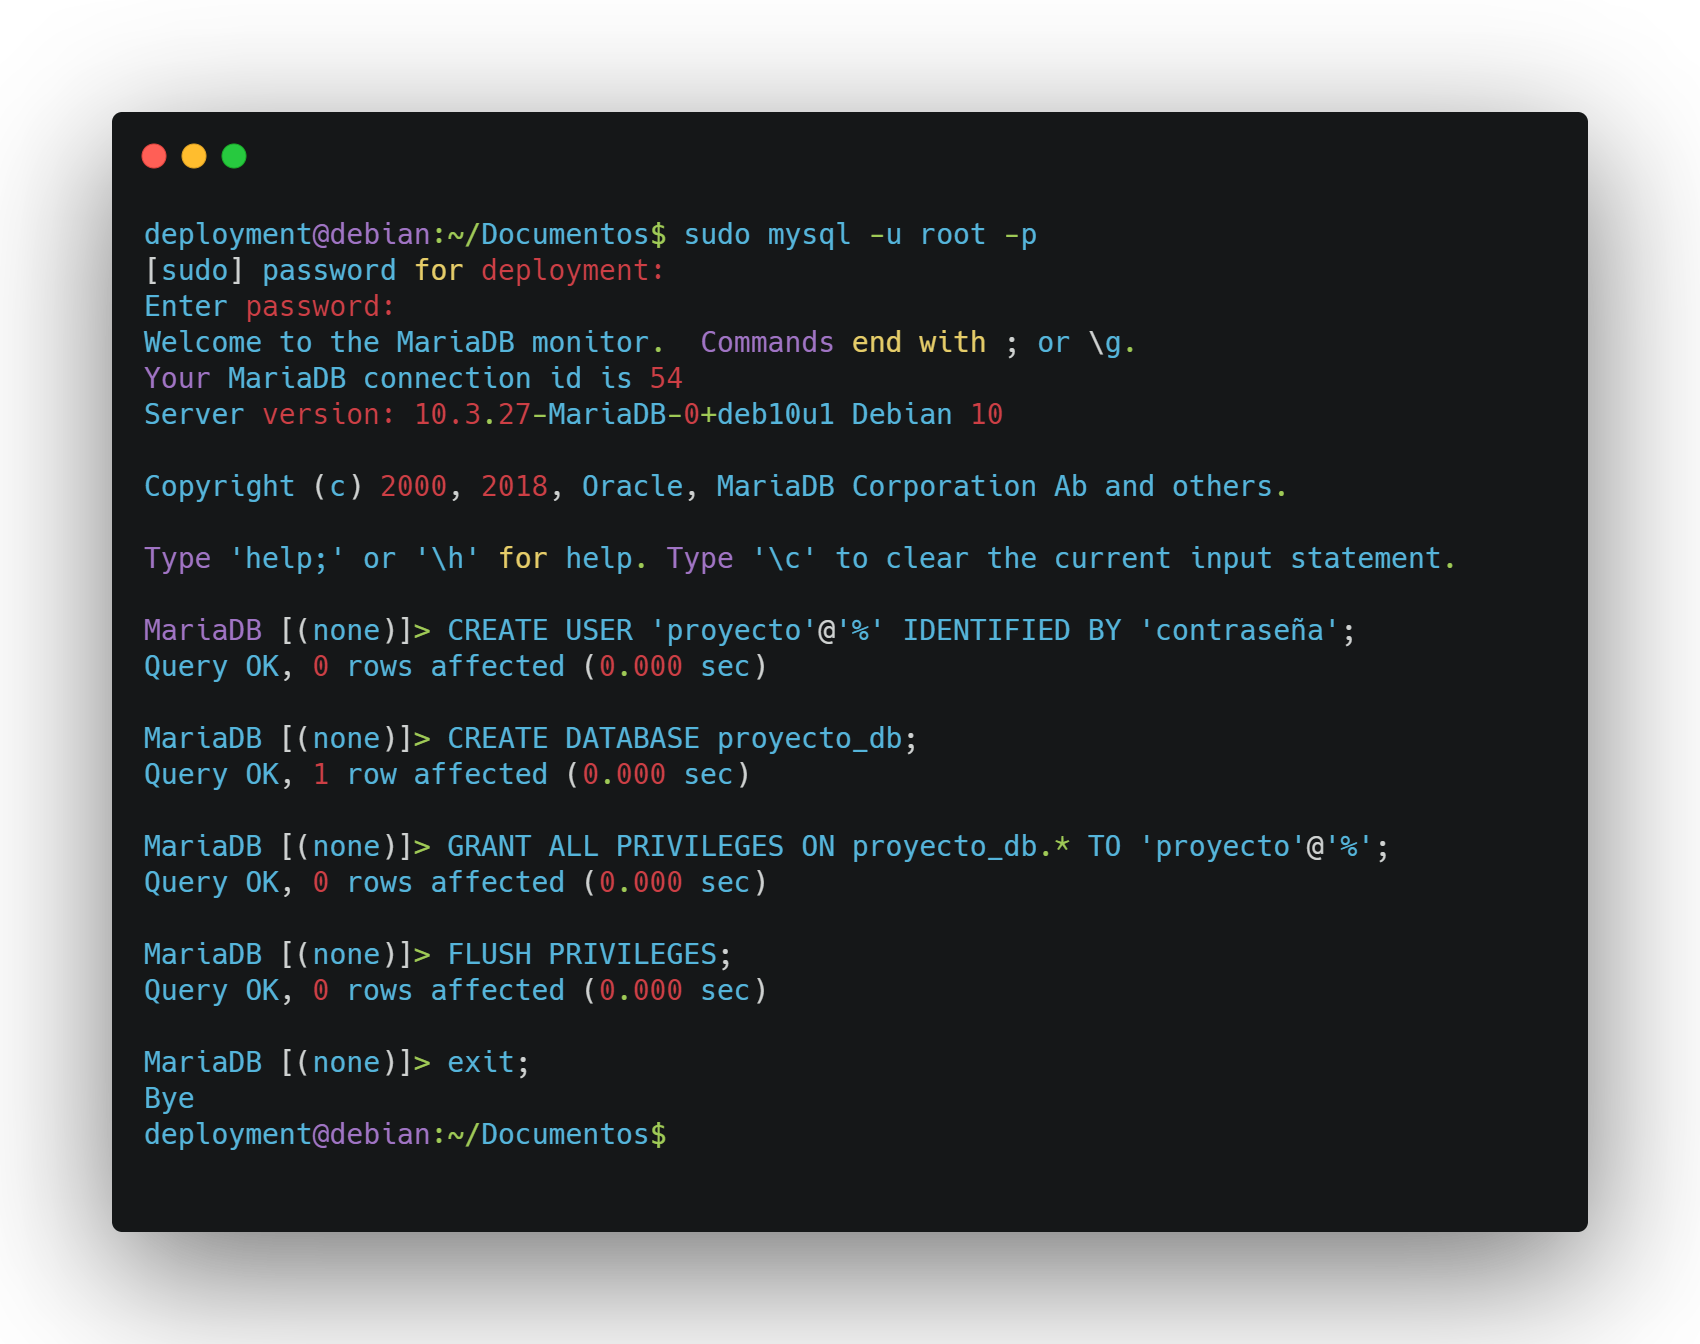 deployment@debian:~/Documentos$ sudo mysql -u root -p
[sudo] password for deployment:
Enter password:
Welcome to the MariaDB monitor.  Commands end with ; or \g.
Your MariaDB connection id is 54
Server version: 10.3.27-MariaDB-0+deb10u1 Debian 10
Copyright (c) 2000, 2018, Oracle, MariaDB Corporation Ab and others.
Type 'help;' or '\h' for help. Type '\c' to clear the current input statement.
MariaDB [(none)]> CREATE USER 'proyecto'@'%' IDENTIFIED BY 'contraseña';
Query OK, 0 rows affected (0.000 sec)
MariaDB [(none)]> CREATE DATABASE proyecto_db;
Query OK, 1 row affected (0.000 sec)
MariaDB [(none)]> GRANT ALL PRIVILEGES ON proyecto_db.* TO 'proyecto'@'%';
Query OK, 0 rows affected (0.000 sec)
MariaDB [(none)]> FLUSH PRIVILEGES;
Query OK, 0 rows affected (0.000 sec)
MariaDB [(none)]> exit;
Bye
deployment@debian:~/Documentos$